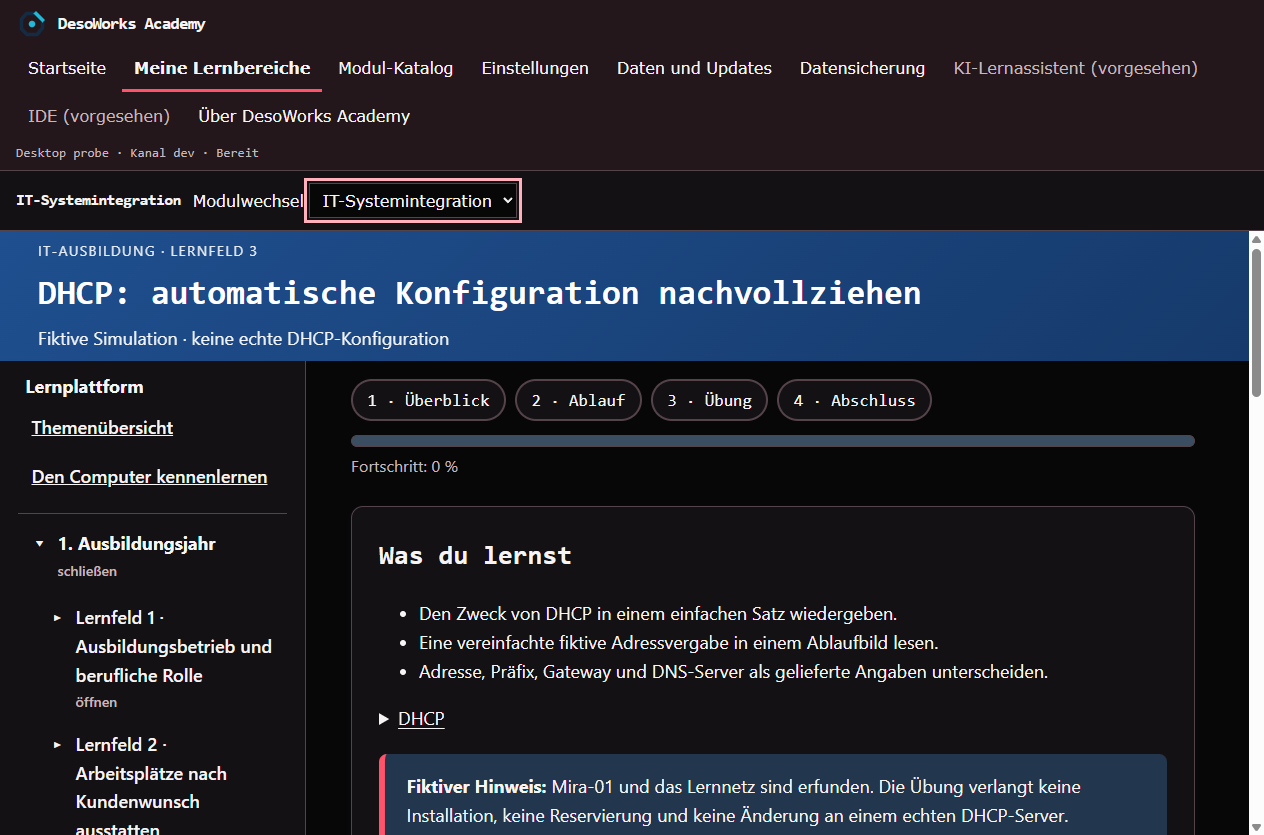 DesoWorks Academy
Startseite Meine Lernbereiche Modul-Katalog Einstellungen Daten und Updates Datensicherung KI-Lernassistent (vorgesehen)
IDE (vorgesehen) Über DesoWorks Academy
Desktop probe · Kanal dev · Bereit
IT-Systemintegration Modulwechsel IT-Systemintegration
IT-AUSBILDUNG · LERNFELD 3
DHCP: automatische Konfiguration nachvollziehen
Fiktive Simulation · keine echte DHCP-Konfiguration
Lernplattform
Themenübersicht
Den Computer kennenlernen
1. Ausbildungsjahr
schließen
Lernfeld 1 ·
Ausbildungsbetrieb und
berufliche Rolle
öffnen
Lernfeld 2 ·
Arbeitsplätze nach
Kundenwunsch
ausstatten
1 · Überblick
2 · Ablauf
3 · Übung
4 · Abschluss
Fortschritt: 0 %
Was du lernst
• Den Zweck von DHCP in einem einfachen Satz wiedergeben.
• Eine vereinfachte fiktive Adressvergabe in einem Ablaufbild lesen.
• Adresse, Präfix, Gateway und DNS-Server als gelieferte Angaben unterscheiden.
DHCP
Fiktiver Hinweis: Mira-01 und das Lernnetz sind erfunden. Die Übung verlangt keine
Installation, keine Reservierung und keine Änderung an einem echten DHCP-Server.